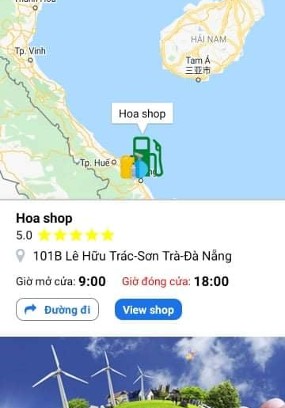 HẢI NAM
Tp. Vinh
Tam Á
三亚市
Hoa shop
Tp. Huế
Hoa shop
5.0
101B Lê Hữu Trác-Sơn Trà-Đà Nẵng
Giờ mở cửa: 9:00 Giờ đóng cửa: 18:00
Đường đi View shop